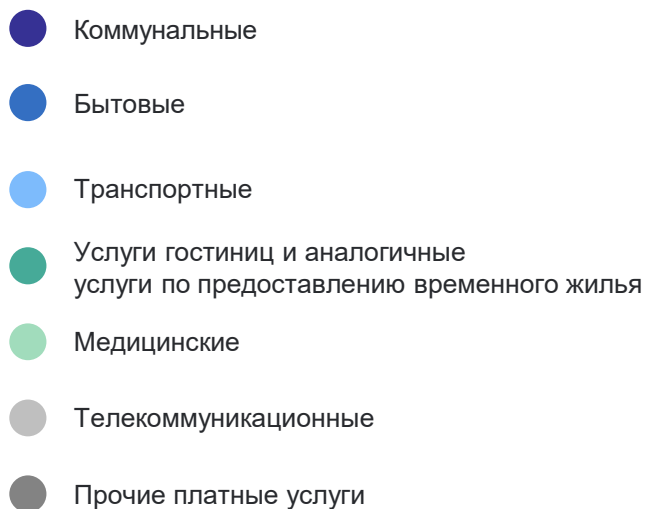 Коммунальные
Бытовые
Транспортные
Услуги гостиниц и аналогичные
услуги по предоставлению временного жилья
Медицинские
Телекоммуникационные
Прочие платные услуги